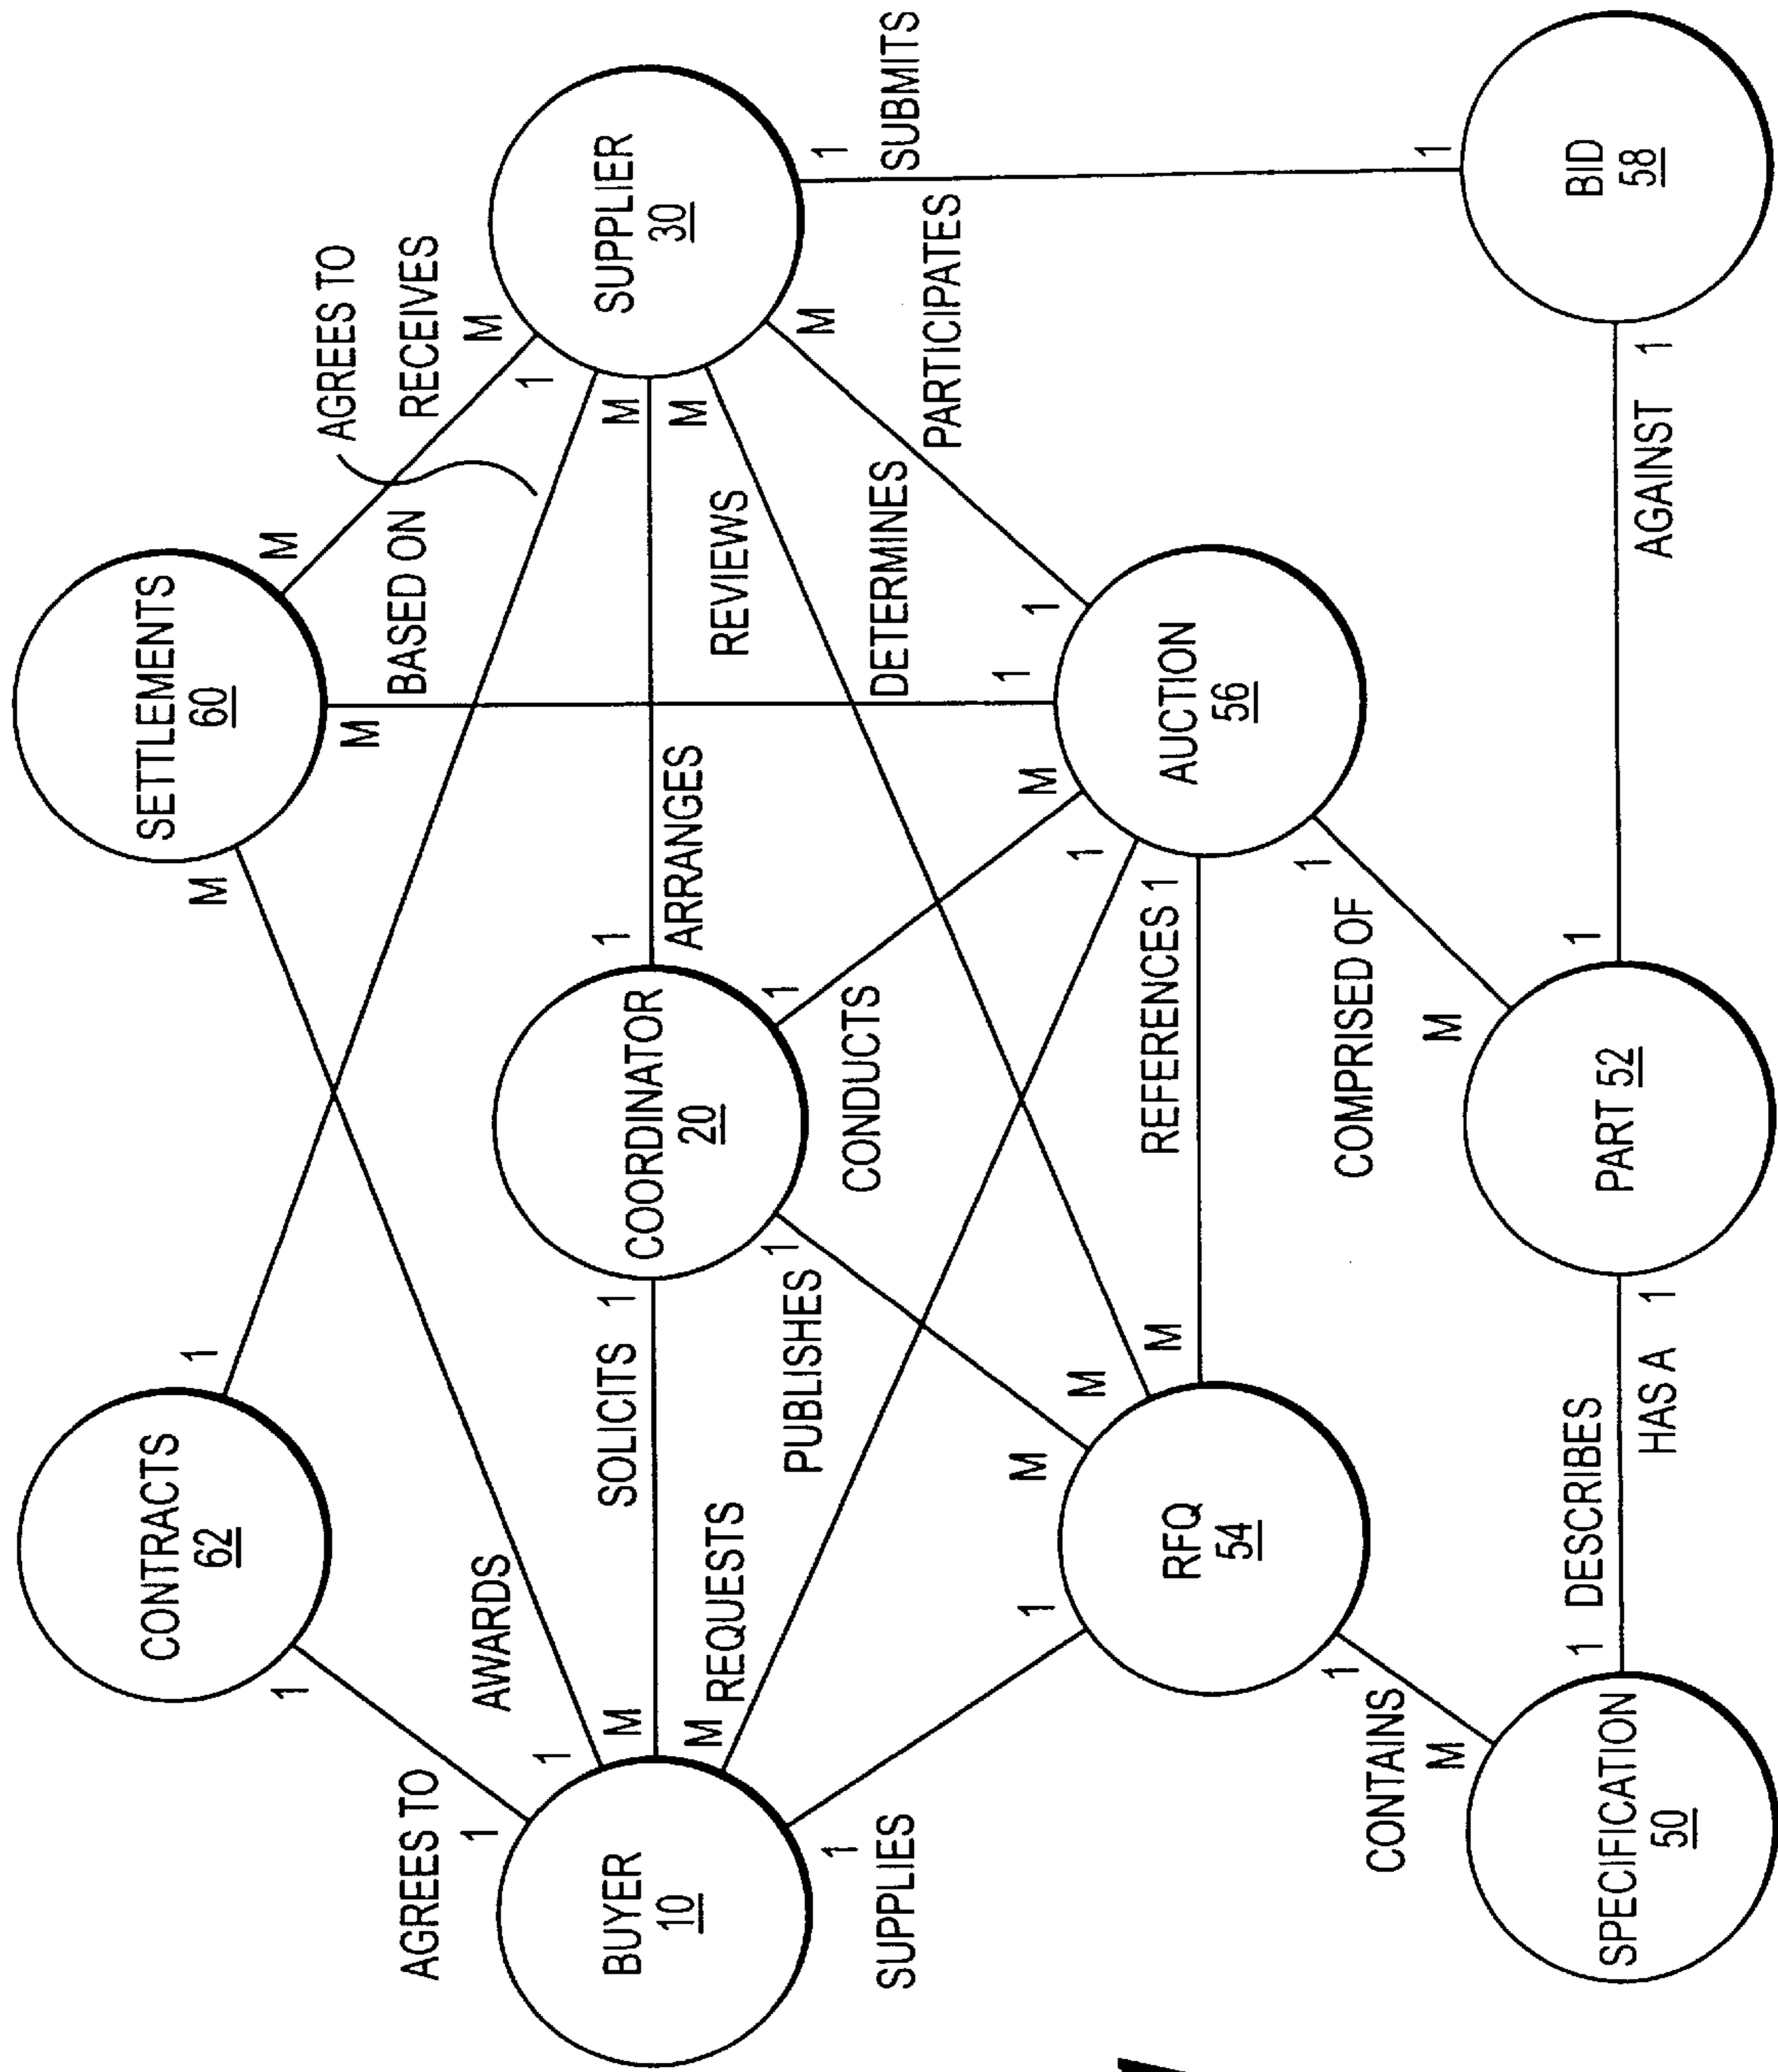 CONTRACTS
62
SETTLEMENTS
60
1
M
M
1
AGREES TO
M
AGREES TO
BASED ON
RECEIVES
1
AWARDS
M
1
1
BUYER
10
M
SOLICITS 1
COORDINATOR
20
1
ARRANGES
M
SUPPLIER
30
M
M
REQUESTS
REVIEWS
1
PUBLISHES
1
1
M
1
SUPPLIES
CONDUCTS
DETERMINES
PARTICIPATES
SUBMITS
1
M
M
1
1
M
1
M
REFERENCES 1
RFQ
54
AUCTION
56
1
1
CONTAINS
COMPRISED OF
M
M
1
1
DESCRIBES
1
SPECIFICATION
50
PART 52
BID
58
HAS A
1
AGAINST
1